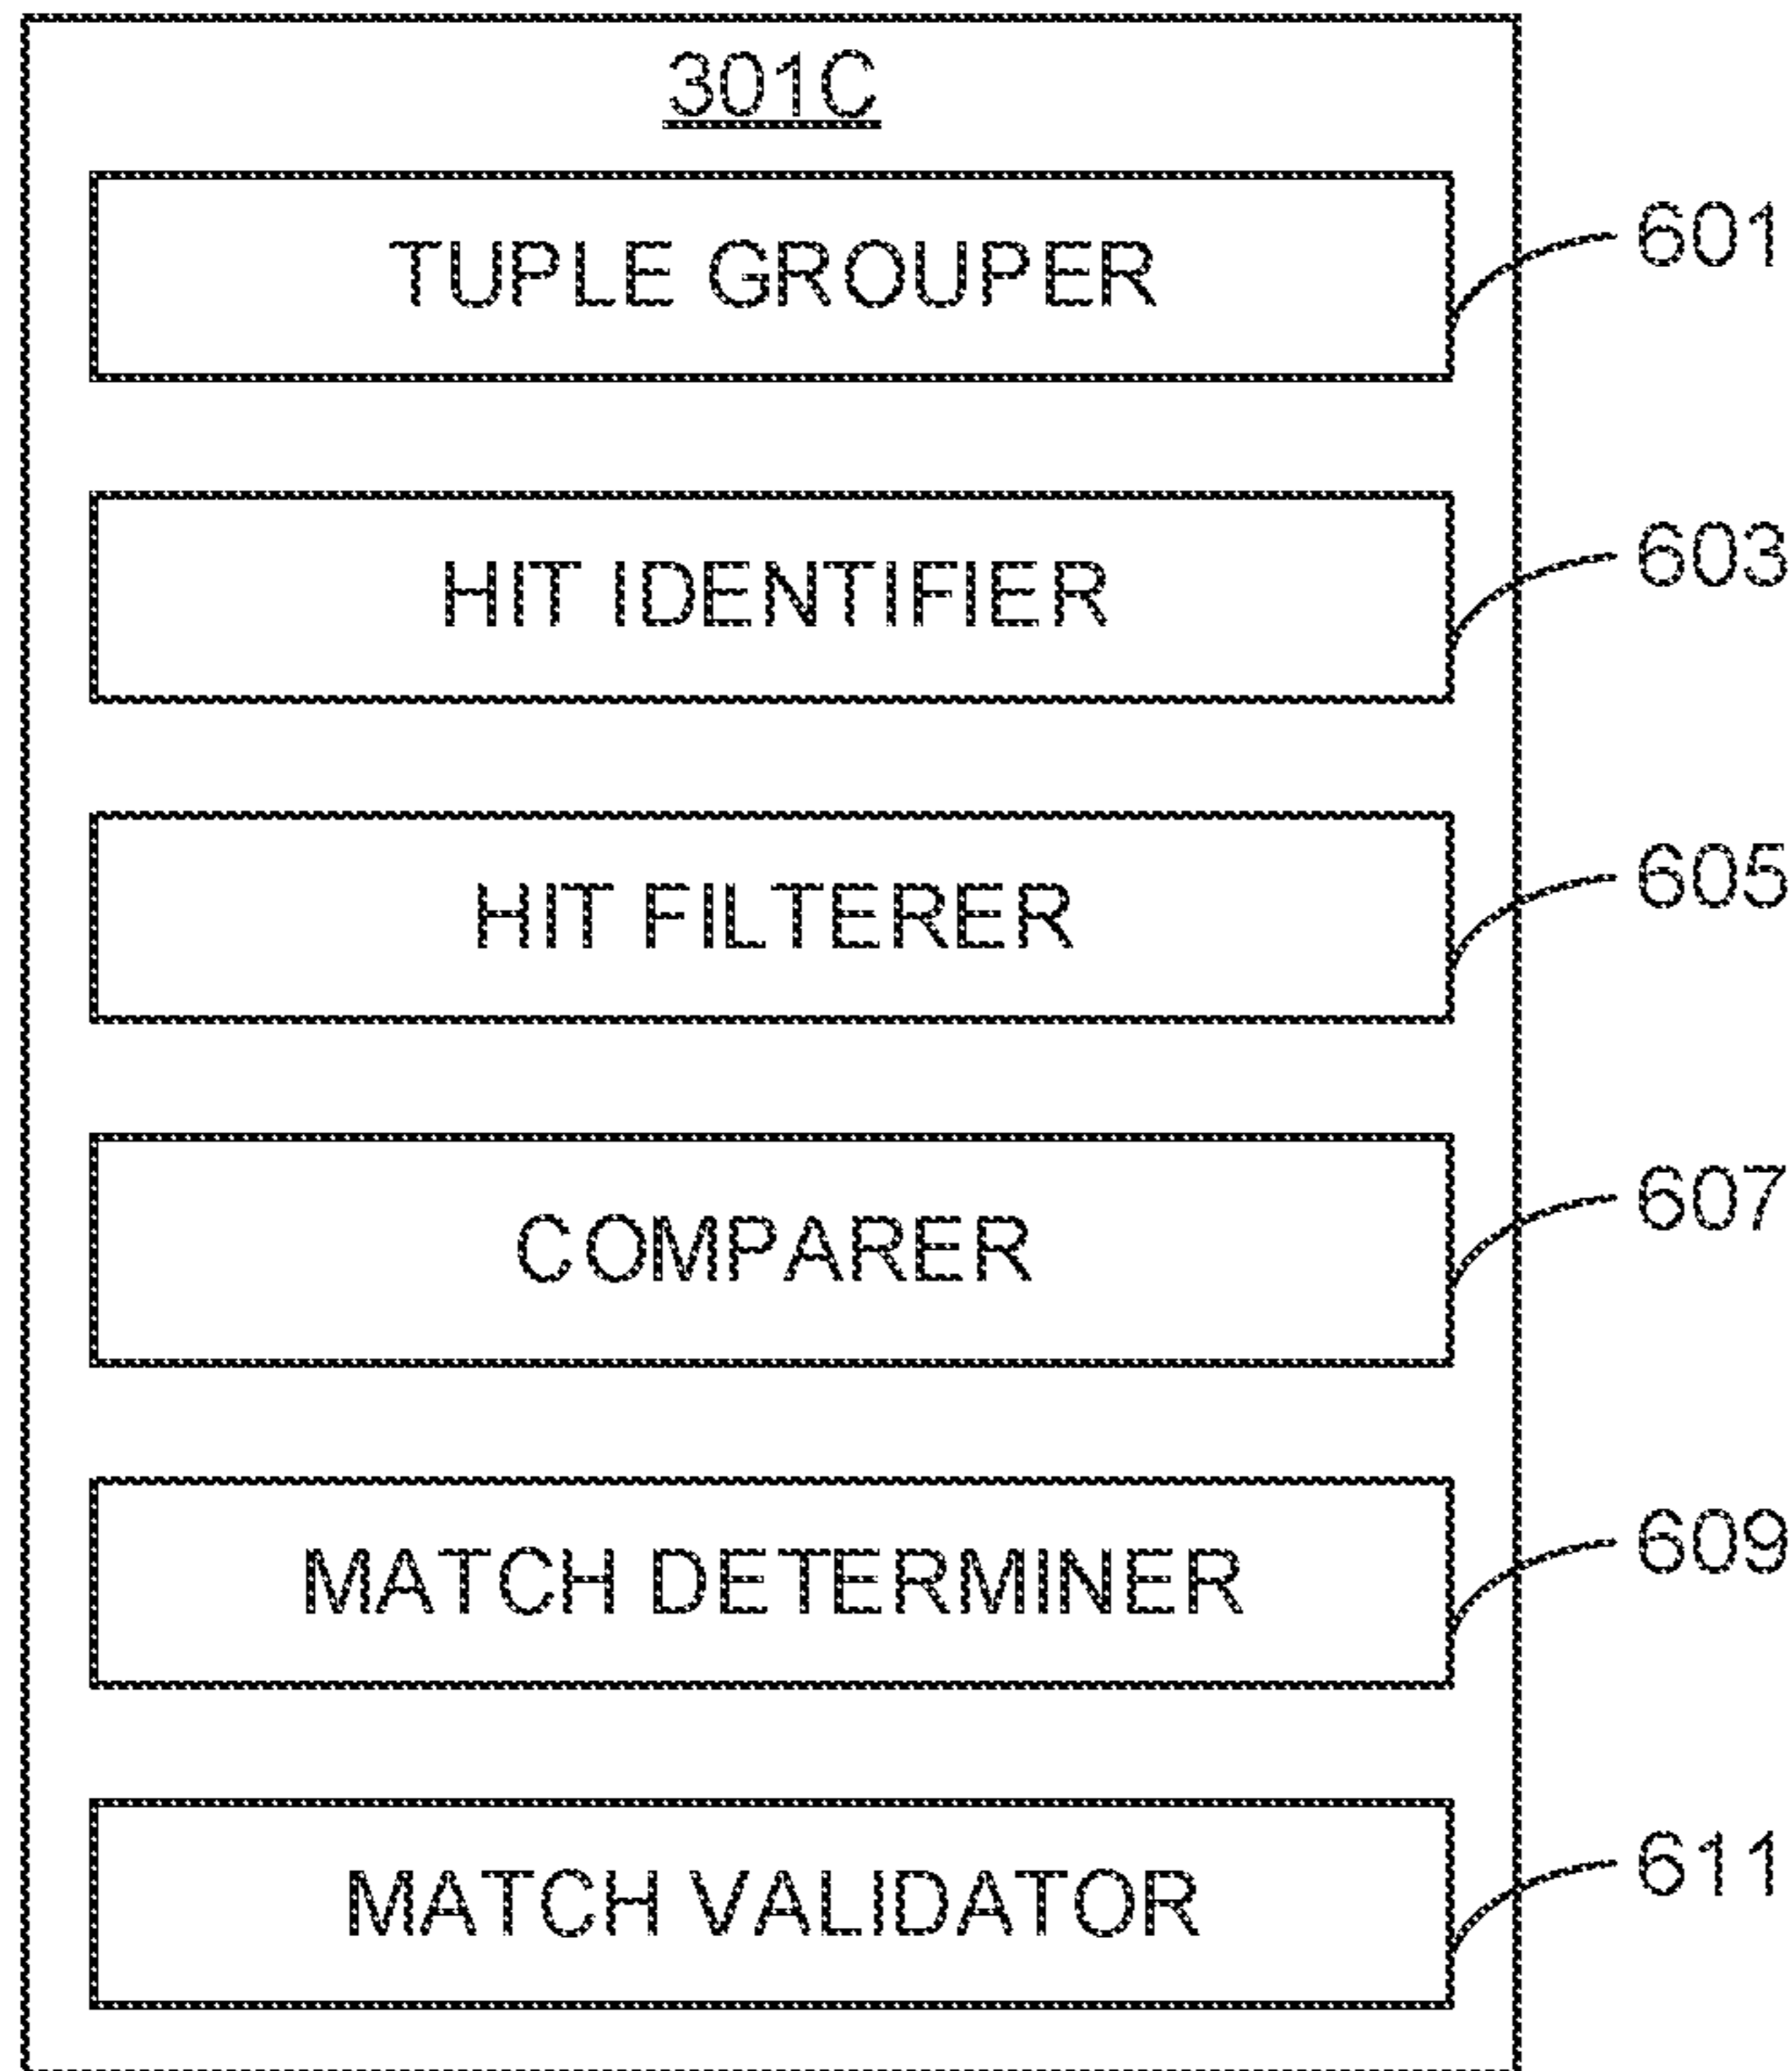 301C
TUPLE GROUPER
601
HIT IDENTIFIER
603
HIT FILTERER
605
COMPARER
607
MATCH DETERMINER
609
MATCH VALIDATOR
611